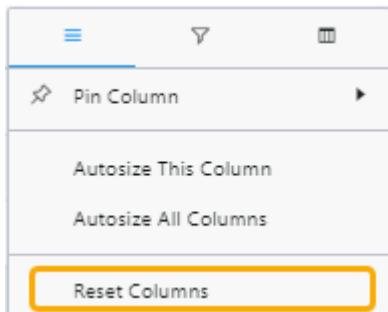 Pin Column
Autosize This Column
Autosize All Columns
Reset Columns